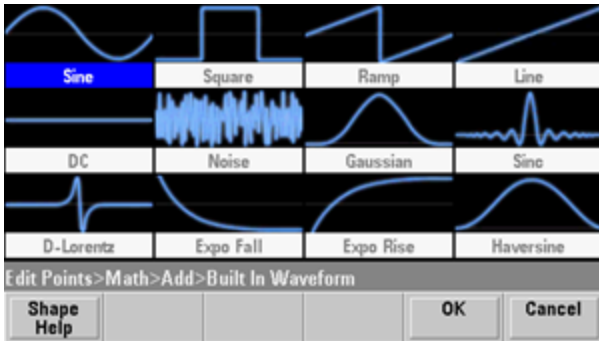 Sine Square Ramp Line
DC Noise Gaussian Sinc
D-Lorentz Expo Fall Expo Rise Haversine
Edit Points>Math>Add>Built In Waveform
Shape Help OK Cancel